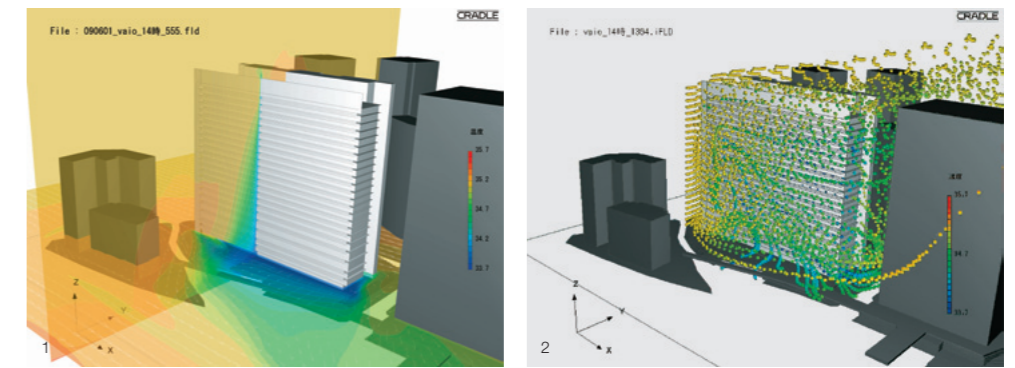 CRADLE
File : 090601_vaio_14時_555.fld
温度
35.7
35.2
34.7
34.2
33.7
Z
Y
X
1
CRADLE
File : vaio_14時_1364.iFLD
温度
35.7
34.7
33.7
Z
Y
X
2